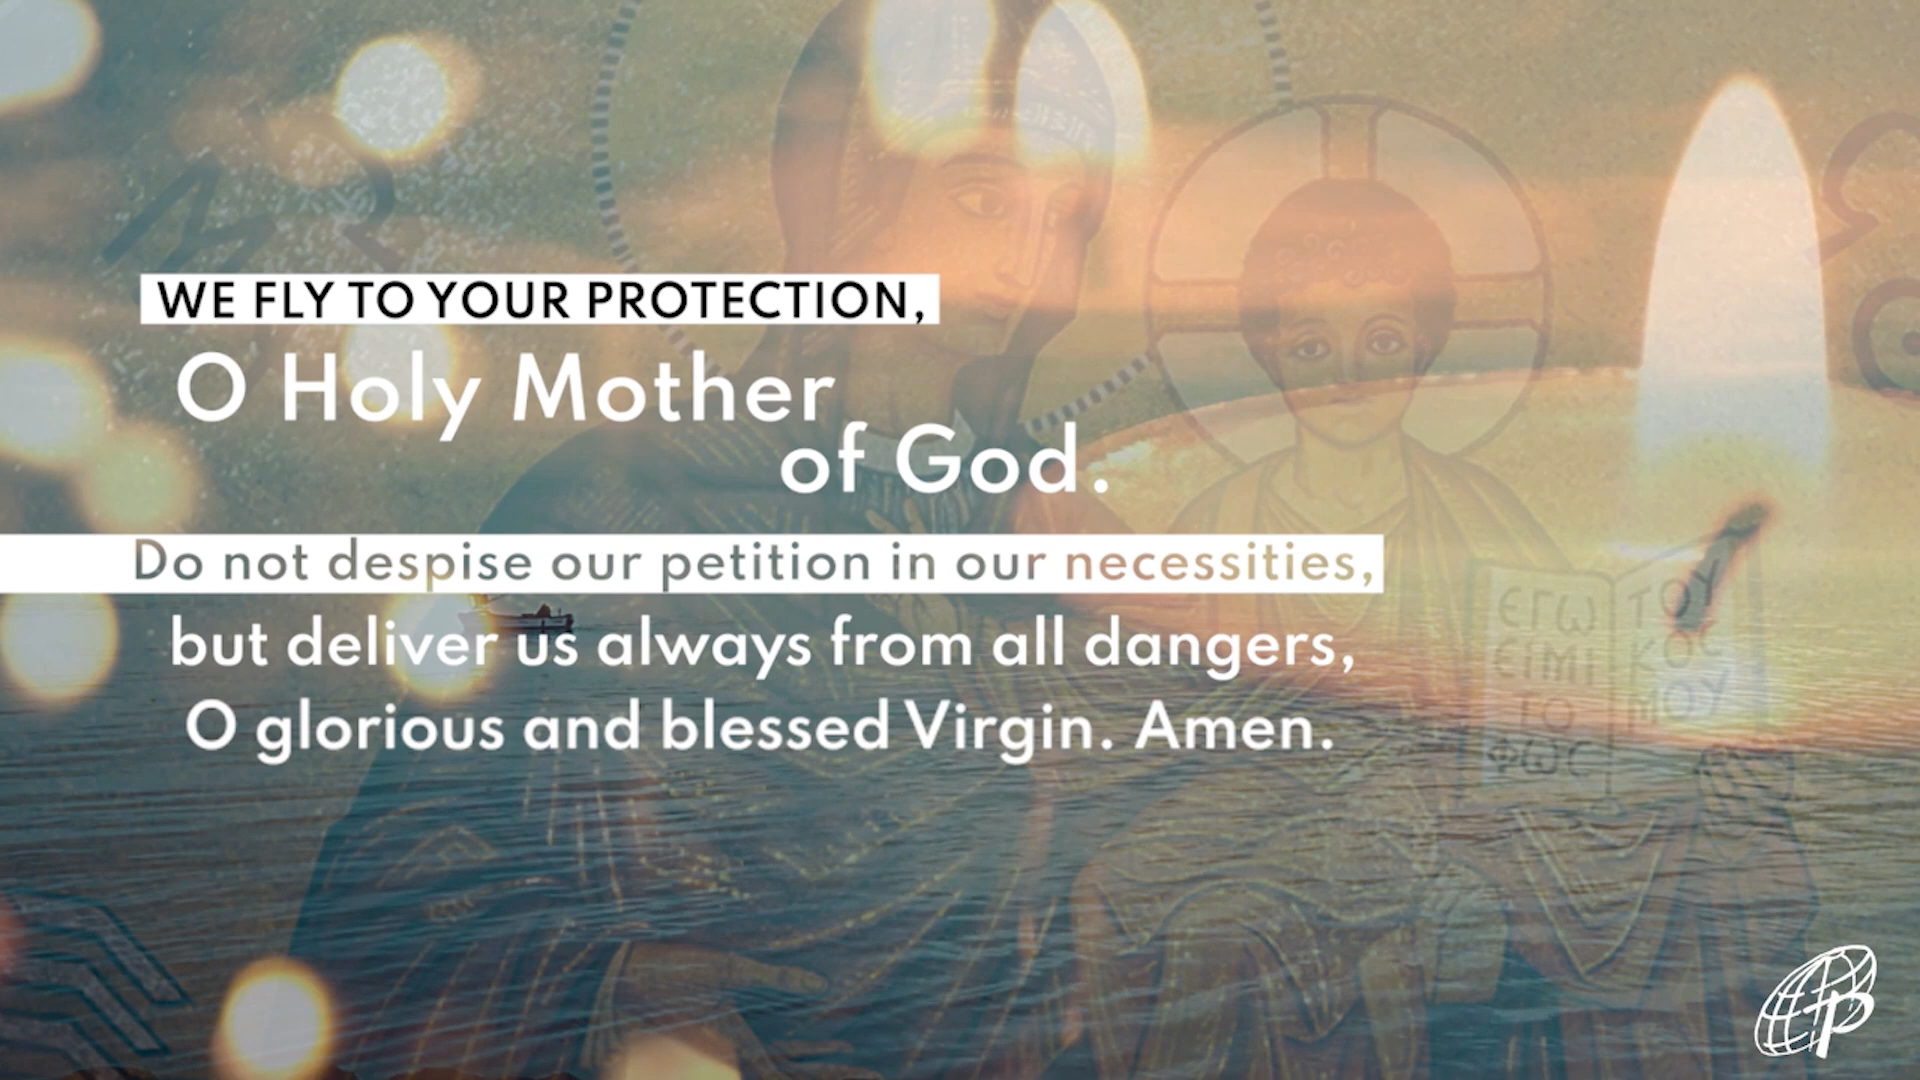 WE FLY TO YOUR PROTECTION,
O Holy Mother
of God.
Do not despise our petition in our necessities,
but deliver us always from all dangers,
O glorious and blessed Virgin. Amen.
ΕΓω
ΕΙΜΙ
ΤΟ
Φωϲ
ΤΟΥ
ΚΟϲ
ΜΟΥ